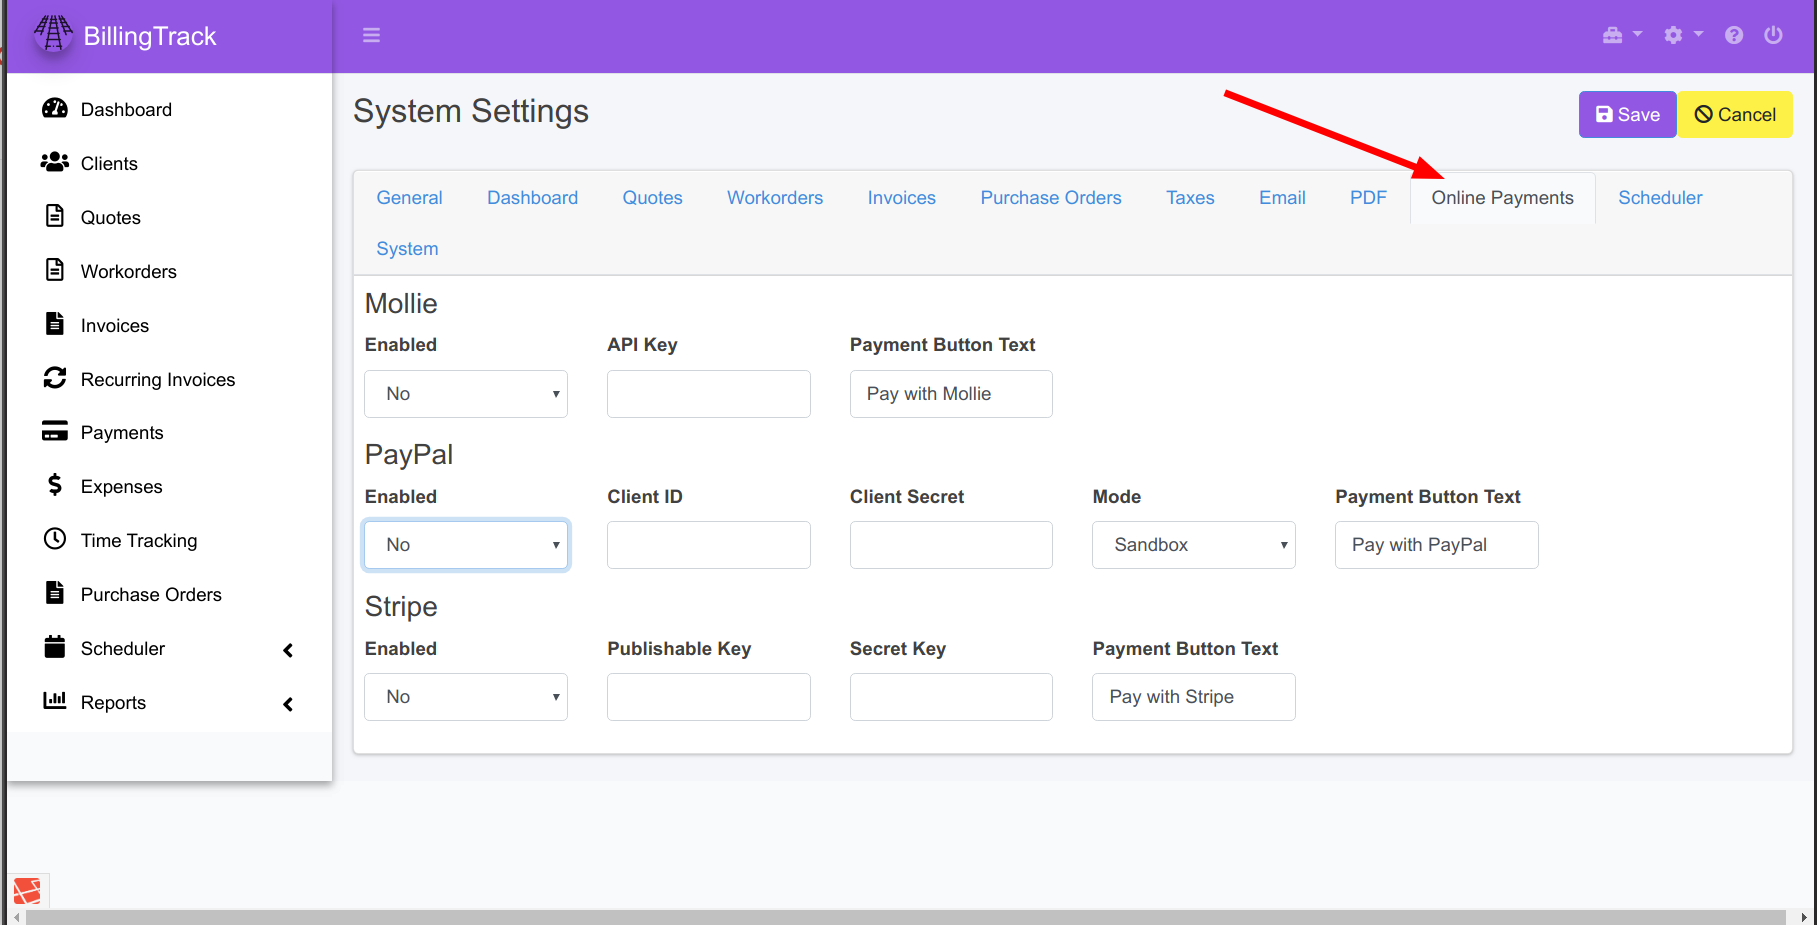 BillingTrack
Dashboard
Clients
Quotes
Workorders
Invoices
Recurring Invoices
Payments
Expenses
Time Tracking
Purchase Orders
Scheduler
Reports
System Settings
Save Cancel
General Dashboard Quotes Workorders Invoices Purchase Orders Taxes Email PDF Online Payments Scheduler
System
Mollie
Enabled API Key Payment Button Text
No Pay with Mollie
PayPal
Enabled Client ID Client Secret Mode Payment Button Text
No Sandbox Pay with PayPal
Stripe
Enabled Publishable Key Secret Key Payment Button Text
No Pay with Stripe